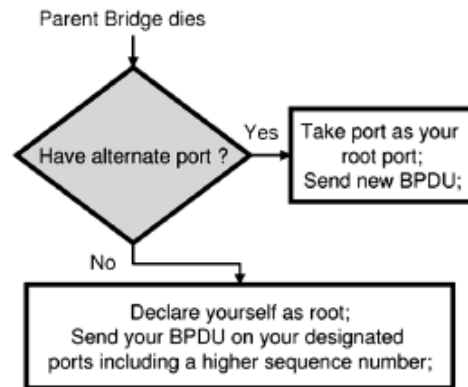 Parent Bridge dies
Have alternate port ?
Yes
Take port as your
root port;
Send new BPDU;
No
Declare yourself as root;
Send your BPDU on your designated
ports including a higher sequence number;